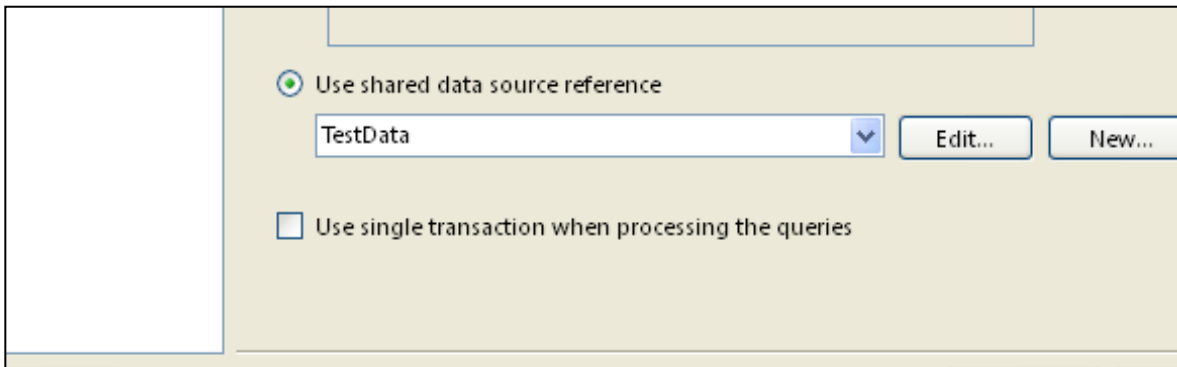 Use shared data source reference
TestData Edit... New...
Use single transaction when processing the queries